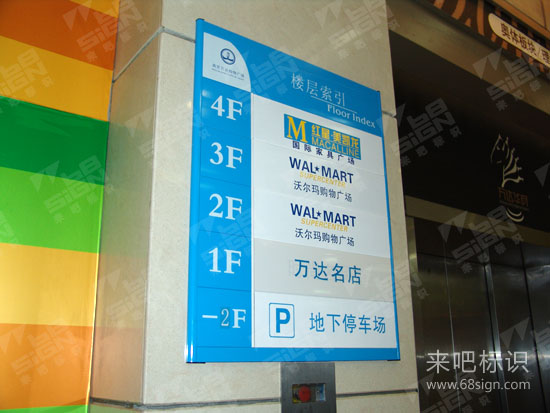 楼层索引
Floor Index
4F
M 红星·美凯龙
MACALLINE
国际家具广场
3F
WAL★MART
SUPERCENTER
沃尔玛购物广场
2F
WAL★MART
SUPERCENTER
沃尔玛购物广场
1F
万达名店
-2F
P 地下停车场
来吧标识
www.68sign.com